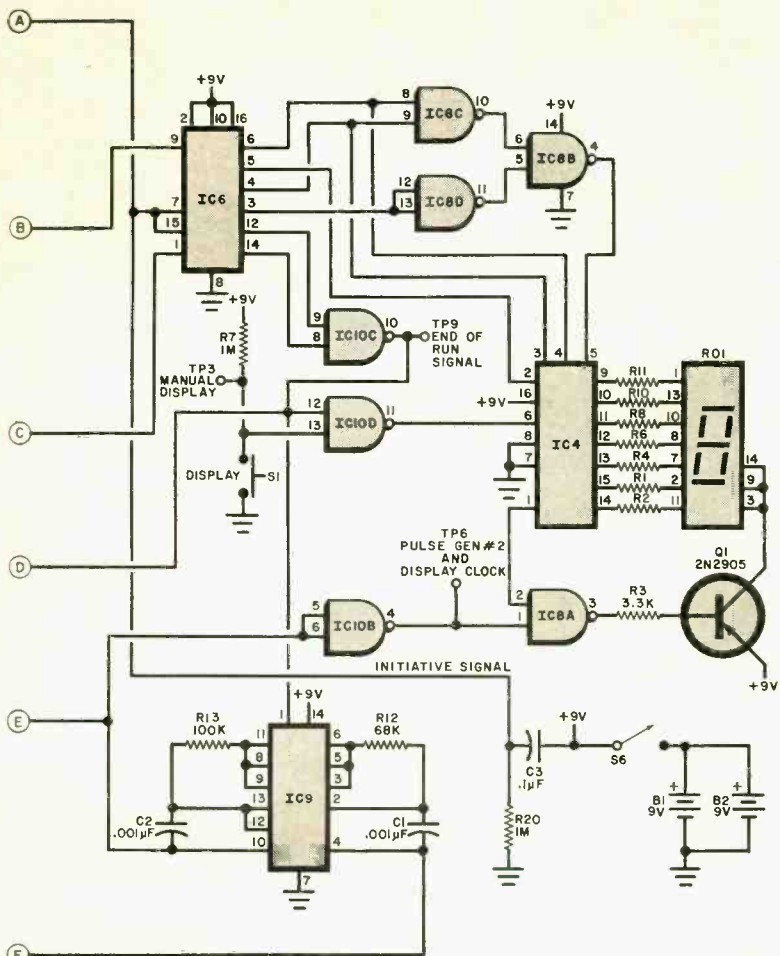 A
+9V
2 10 16
9 6
5
4
7 IC6 3
15 12
1 14
8
B
8
9 IC8C 10
12
13 IC8D 11
+9V
14
6
5 IC8B 4
7
+9V
R7
1M
TP3
MANUAL
DISPLAY
9
8 IC10C 10
TP9
END OF
RUN
SIGNAL
C
12
13 IC10D 11
DISPLAY S1
3 4 5
2 9 R11 1
+9V 16 10 R10 13
6 11 R8 10
8 IC4 12 R6 8
7 13 R4 7
15 R1 2
1 14 R2 11
RO1
14
9
3
D
TP6
PULSE GEN #2
AND
DISPLAY CLOCK
5
6 IC10B 4
2
1 IC8A 3
R3
3.3K
Q1
2N2905
+9V
INITIATIVE SIGNAL
E
+9V
1 14
R13
100K
11 6
8 5
9 3
13 IC9 2
12
10 4
7
R12
68K
C2
.001µF
C1
.001µF
+9V
C3
.1µF
S6
R20
1M
+
B1
9V
+
B2
9V
F